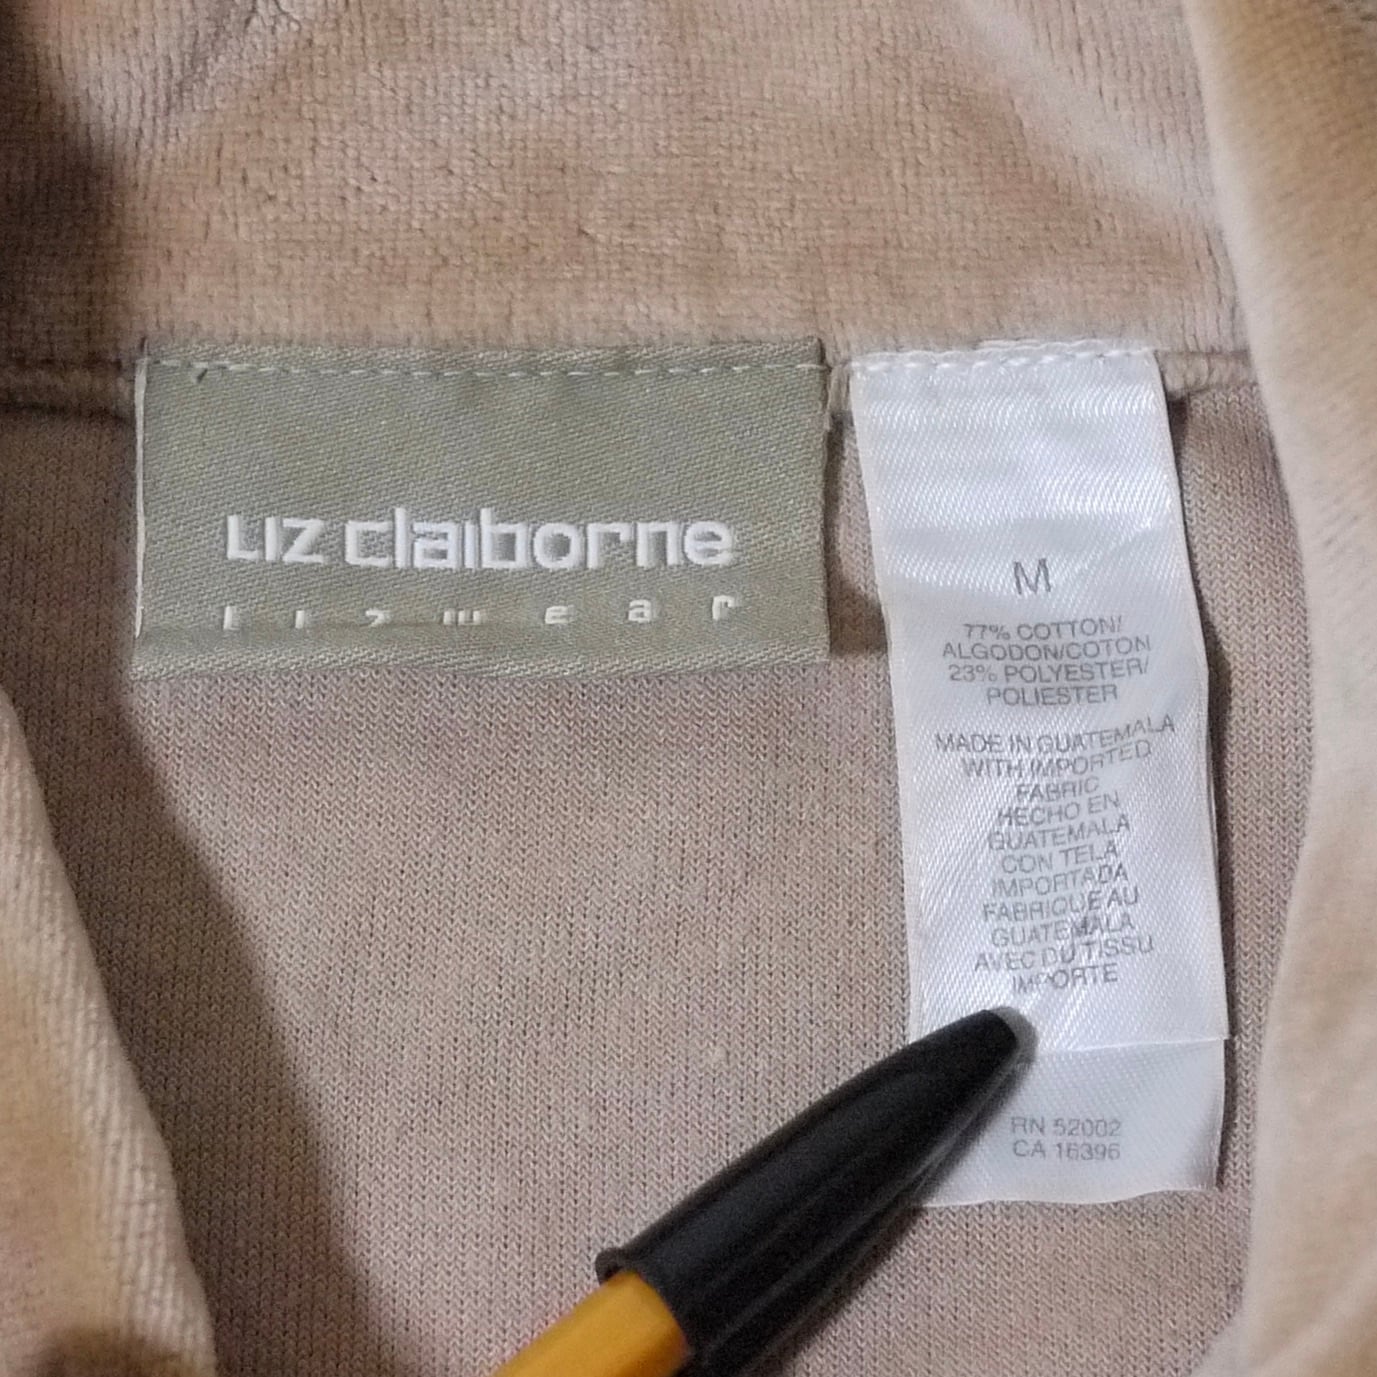 LIZ claiborne
lizwear
M
77% COTTON/
ALGODON/COTON
23% POLYESTER/
POLIESTER
MADE IN GUATEMALA
WITH IMPORTED
FABRIC
HECHO EN
GUATEMALA
CON TELA
IMPORTADA
FABRIQUE AU
GUATEMALA
AVEC DU TISSU
IMPORTE
RN 52002
CA 16396